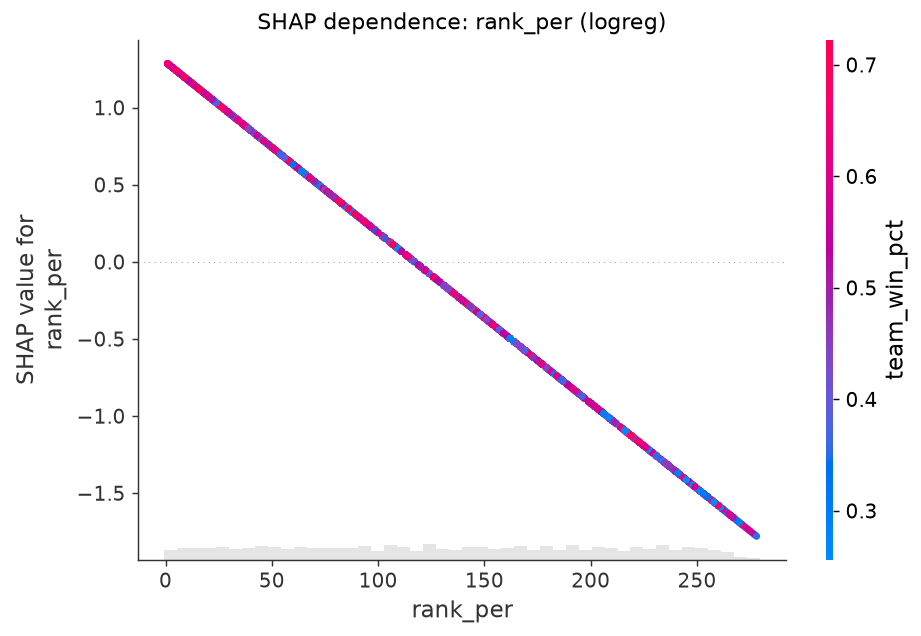 SHAP dependence: rank_per (logreg)
1.0
0.5
0.0
−0.5
−1.0
−1.5
SHAP value for
rank_per
0 50 100 150 200 250
rank_per
0.7
0.6
0.5
0.4
0.3
team_win_pct